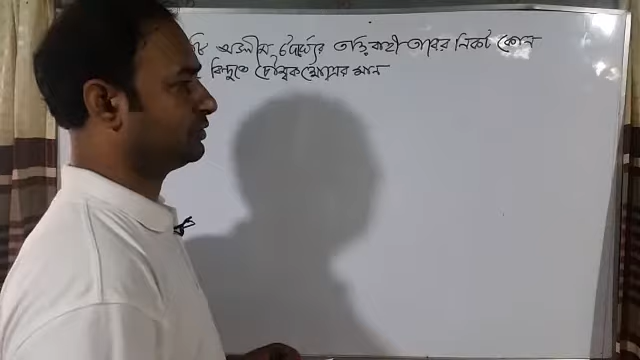 অসীম দৈর্ঘ্যের তড়িৎবাহী তারের নিকট কোন
বিন্দুতে চৌম্বক ক্ষেত্রের মান